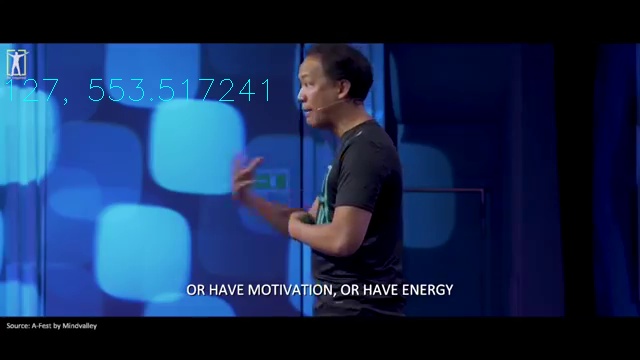 127, 553.517241
OR HAVE MOTIVATION, OR HAVE ENERGY
Source: A-Fest by Mindvalley